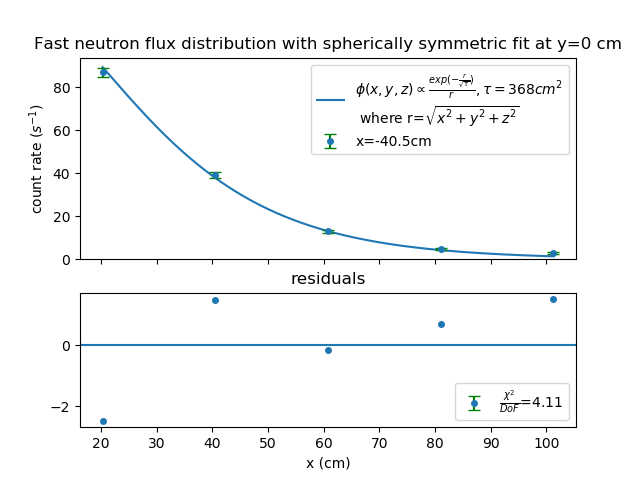 Fast neutron flux distribution with spherically symmetric fit at y=0 cm
count rate (s⁻¹)
80
60
40
20
0
ϕ(x, y, z) ∝ exp(−r/√τ)/r, τ = 368cm²
where r=√(x² + y² + z²)
x=-40.5cm
residuals
0
−2
χ²/DoF=4.11
20 30 40 50 60 70 80 90 100
x (cm)